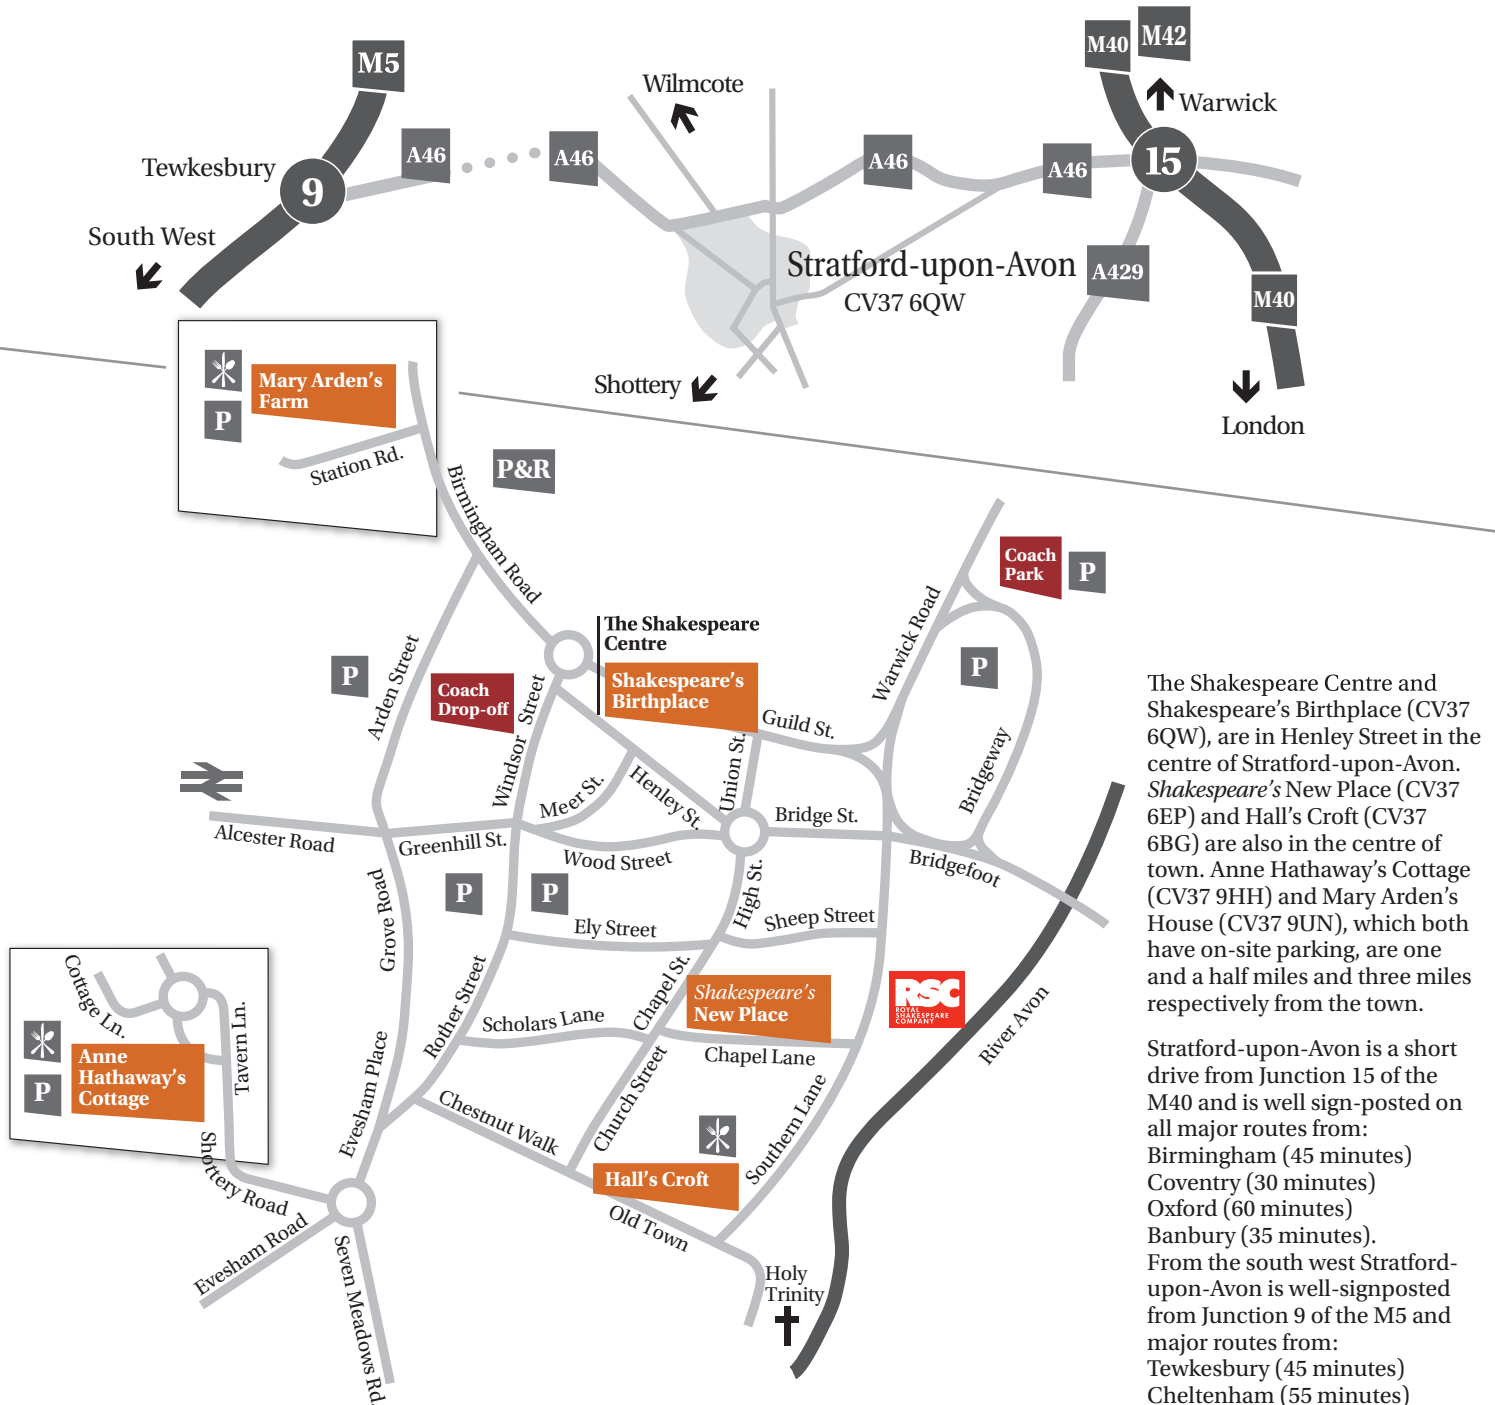 M5
M40
M42
Wilmcote
Warwick
Tewkesbury
9
A46
A46
A46
A46
15
South West
Stratford-upon-Avon
CV37 6QW
A429
M40
Shottery
London
Mary Arden's
Farm
P
Station Rd.
P&R
Birmingham Road
Coach
Park
P
The Shakespeare
Centre
Shakespeare's
Birthplace
Warwick Road
P
P
Arden Street
Coach
Drop-off
Windsor Street
Guild St.
Union St.
Bridgeway
Meer St.
Henley St.
Bridge St.
Alcester Road
Greenhill St.
Wood Street
Bridgefoot
P
P
Grove Road
High St.
Sheep Street
Ely Street
Rother Street
Chapel St.
Shakespeare's
New Place
RSC
ROYAL
SHAKESPEARE
COMPANY
River Avon
Scholars Lane
Chapel Lane
Cottage Ln.
Tavern Ln.
Anne
Hathaway's
Cottage
P
Evesham Place
Chestnut Walk
Church Street
Southern Lane
Hall's Croft
Shottery Road
Old Town
Evesham Road
Seven Meadows Rd.
Holy
Trinity
The Shakespeare Centre and
Shakespeare's Birthplace (CV37
6QW), are in Henley Street in the
centre of Stratford-upon-Avon.
Shakespeare's New Place (CV37
6EP) and Hall's Croft (CV37
6BG) are also in the centre of
town. Anne Hathaway's Cottage
(CV37 9HH) and Mary Arden's
House (CV37 9UN), which both
have on-site parking, are one
and a half miles and three miles
respectively from the town.
Stratford-upon-Avon is a short
drive from Junction 15 of the
M40 and is well sign-posted on
all major routes from:
Birmingham (45 minutes)
Coventry (30 minutes)
Oxford (60 minutes)
Banbury (35 minutes).
From the south west Stratford-
upon-Avon is well-signposted
from Junction 9 of the M5 and
major routes from:
Tewkesbury (45 minutes)
Cheltenham (55 minutes)